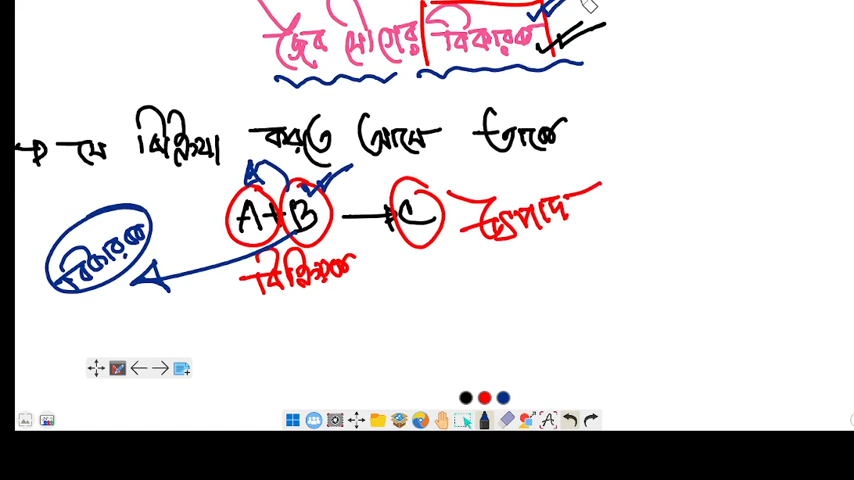 জৈব যৌগের বিকারক
→ যে বিক্রিয়া করতে আসে তাকে
A + B → C উৎপাদ
বিকারক
বিক্রিয়ক